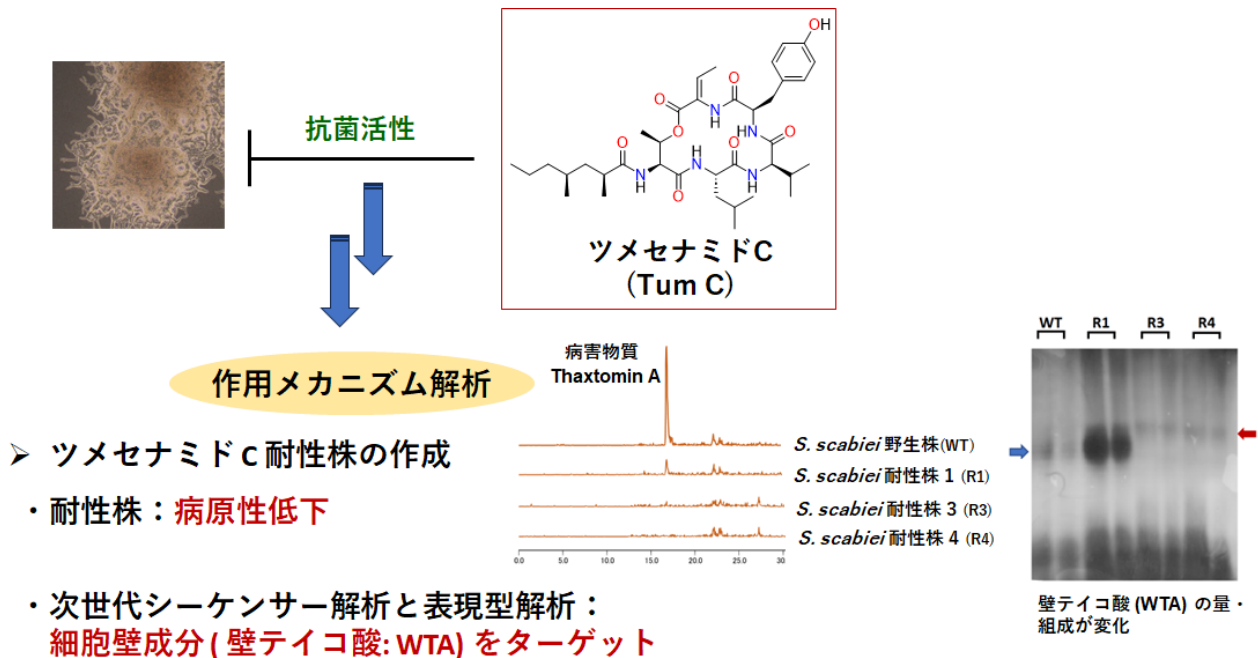 抗菌活性
OH
O
O
N
H
O
O
HN
O
O
N
H
O
N
H
O
N
H
ツメセナミドC
(Tum C)
作用メカニズム解析
➢ ツメセナミドC耐性株の作成
・耐性株：病原性低下
・次世代シーケンサー解析と表現型解析：
細胞壁成分( 壁テイコ酸: WTA) をターゲット
病害物質
Thaxtomin A
S. scabiei 野生株(WT)
S. scabiei 耐性株 1 (R1)
S. scabiei 耐性株 3 (R3)
S. scabiei 耐性株 4 (R4)
0.0 5.0 10.0 15.0 20.0 25.0 30
WT R1 R3 R4
壁テイコ酸 (WTA) の量・
組成が変化